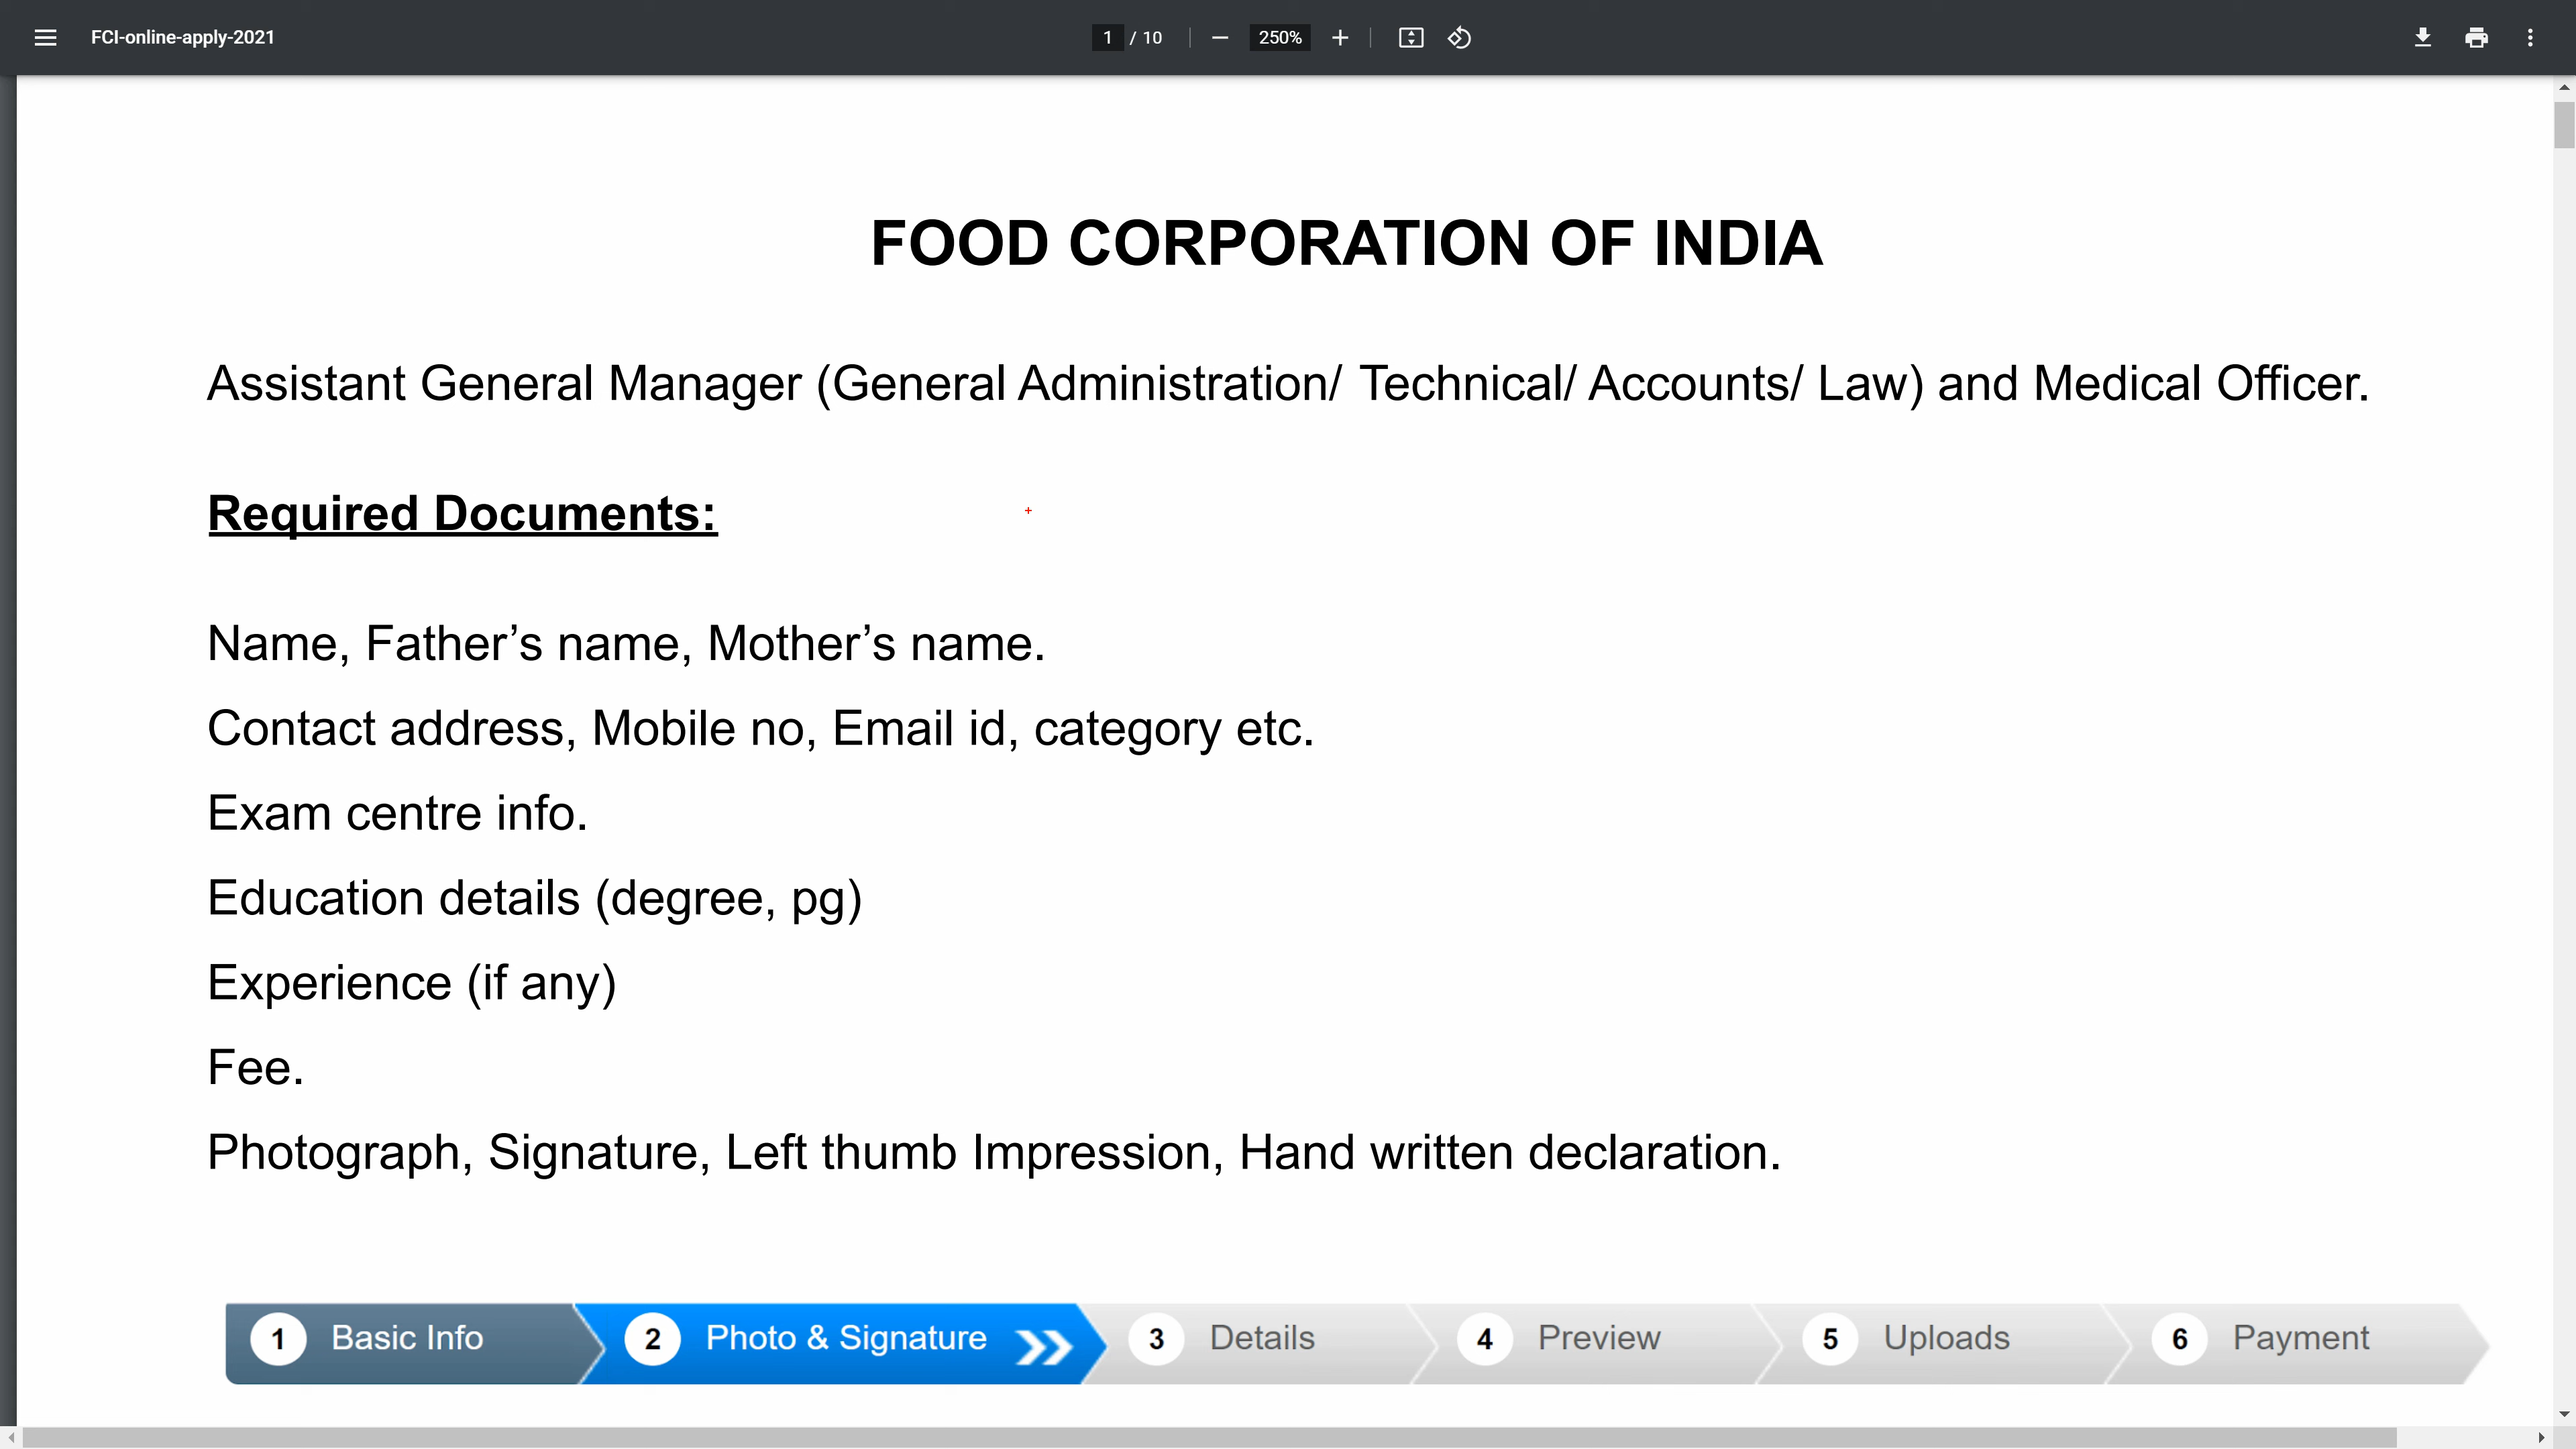 FCI-online-apply-2021
1 / 10
250%
FOOD CORPORATION OF INDIA
Assistant General Manager (General Administration/ Technical/ Accounts/ Law) and Medical Officer.
Required Documents:
Name, Father’s name, Mother’s name.
Contact address, Mobile no, Email id, category etc.
Exam centre info.
Education details (degree, pg)
Experience (if any)
Fee.
Photograph, Signature, Left thumb Impression, Hand written declaration.
1 Basic Info 2 Photo & Signature 3 Details 4 Preview 5 Uploads 6 Payment